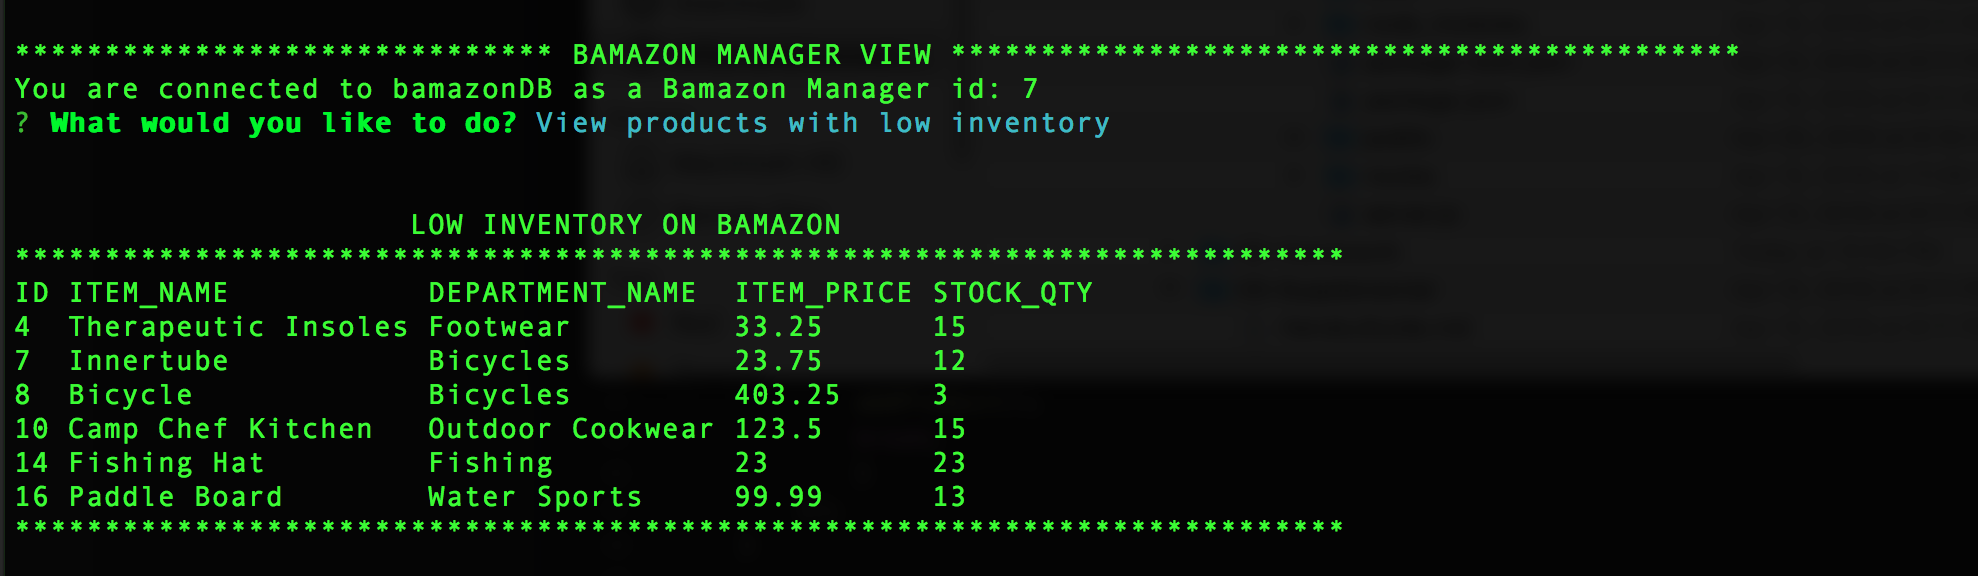 ****************************** BAMAZON MANAGER VIEW ********************************************
You are connected to bamazonDB as a Bamazon Manager id: 7
? What would you like to do? View products with low inventory
LOW INVENTORY ON BAMAZON
**************************************************************************
ID ITEM_NAME DEPARTMENT_NAME ITEM_PRICE STOCK_QTY
4 Therapeutic Insoles Footwear 33.25 15
7 Innertube Bicycles 23.75 12
8 Bicycle Bicycles 403.25 3
10 Camp Chef Kitchen Outdoor Cookwear 123.5 15
14 Fishing Hat Fishing 23 23
16 Paddle Board Water Sports 99.99 13
**************************************************************************